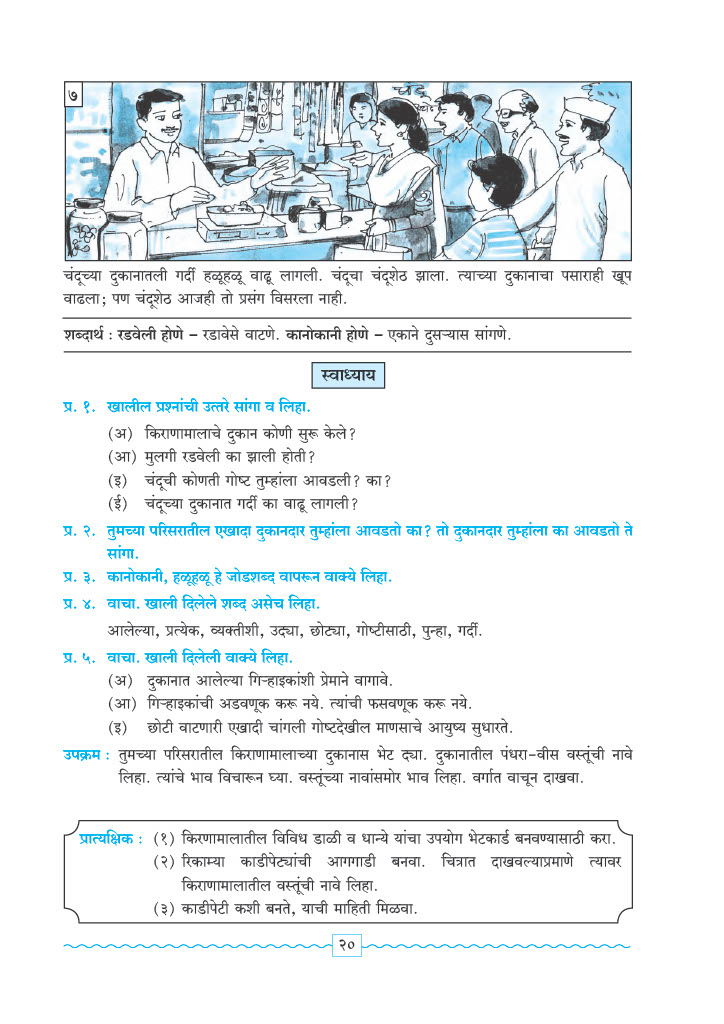 ७
चंदूच्या दुकानातली गर्दी हळूहळू वाढू लागली. चंदूचा चंदूशेठ झाला. त्याच्या दुकानाचा पसाराही खूप
वाढला; पण चंदूशेठ आजही तो प्रसंग विसरला नाही.
शब्दार्थ : रडवेली होणे – रडावेसे वाटणे. कानोकानी होणे – एकाने दुसऱ्यास सांगणे.
स्वाध्याय
प्र. १. खालील प्रश्नांची उत्तरे सांगा व लिहा.
(अ) किराणामालाचे दुकान कोणी सुरू केले?
(आ) मुलगी रडवेली का झाली होती?
(इ) चंदूची कोणती गोष्ट तुम्हांला आवडली? का?
(ई) चंदूच्या दुकानात गर्दी का वाढू लागली?
प्र. २. तुमच्या परिसरातील एखादा दुकानदार तुम्हांला आवडतो का? तो दुकानदार तुम्हांला का आवडतो ते
सांगा.
प्र. ३. कानोकानी, हळूहळू हे जोडशब्द वापरून वाक्ये लिहा.
प्र. ४. वाचा. खाली दिलेले शब्द असेच लिहा.
आलेल्या, प्रत्येक, व्यक्तीशी, उद्या, छोट्या, गोष्टीसाठी, पुन्हा, गर्दी.
प्र. ५. वाचा. खाली दिलेली वाक्ये लिहा.
(अ) दुकानात आलेल्या गिऱ्हाइकांशी प्रेमाने वागावे.
(आ) गिऱ्हाइकांची अडवणूक करू नये. त्यांची फसवणूक करू नये.
(इ) छोटी वाटणारी एखादी चांगली गोष्टदेखील माणसाचे आयुष्य सुधारते.
उपक्रम : तुमच्या परिसरातील किराणामालाच्या दुकानास भेट द्या. दुकानातील पंधरा-वीस वस्तूंची नावे
लिहा. त्यांचे भाव विचारून घ्या. वस्तूंच्या नावांसमोर भाव लिहा. वर्गात वाचून दाखवा.
प्रात्यक्षिक : (१) किरणामालातील विविध डाळी व धान्ये यांचा उपयोग भेटकार्ड बनवण्यासाठी करा.
(२) रिकाम्या काडीपेट्यांची आगगाडी बनवा. चित्रात दाखवल्याप्रमाणे त्यावर
किराणामालातील वस्तूंची नावे लिहा.
(३) काडीपेटी कशी बनते, याची माहिती मिळवा.
२०